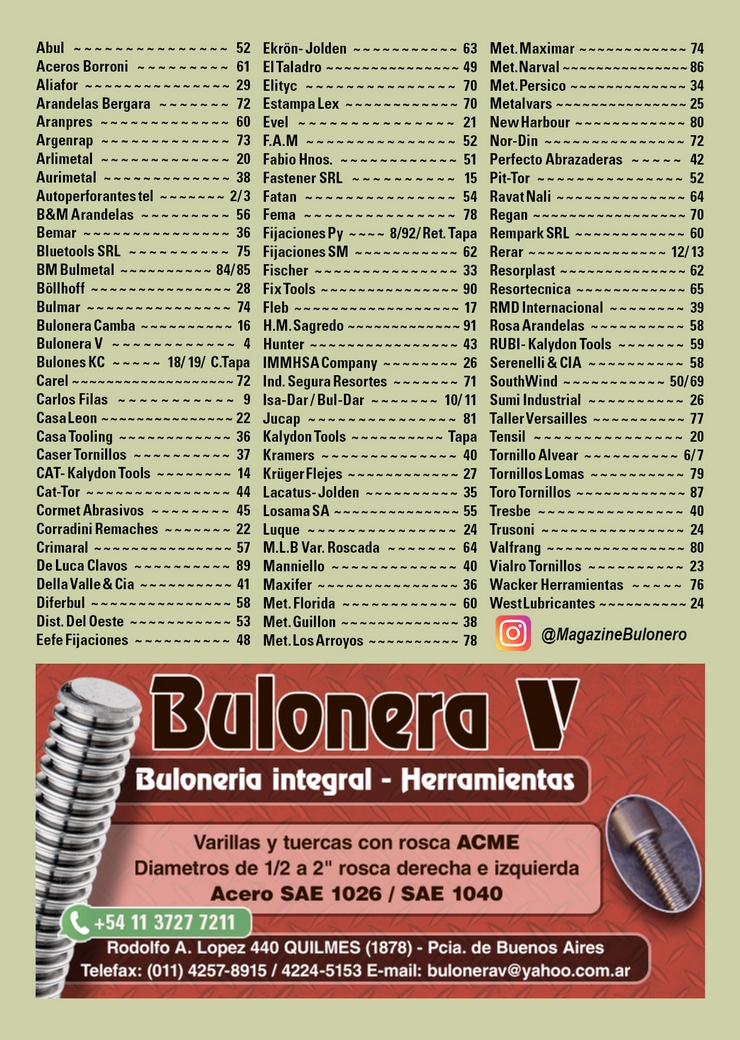 Abul ~~~~~~~~~~~~~~~ 52
Aceros Borroni ~~~~~~~~~ 61
Aliafor ~~~~~~~~~~~~~~ 29
Arandelas Bergara ~~~~~~~ 72
Aranpres ~~~~~~~~~~~~ 60
Argenrap ~~~~~~~~~~~~~ 73
Arlimetal ~~~~~~~~~~~~~ 20
Aurimetal ~~~~~~~~~~~~~ 38
Autoperforantes tel ~~~~~~~ 2/3
B&M Arandelas ~~~~~~~~~ 56
Bemar ~~~~~~~~~~~~~~ 36
Bluetools SRL ~~~~~~~~~~ 75
BM Bulmetal ~~~~~~~~~~ 84/85
Böllhoff ~~~~~~~~~~~~~~ 28
Bulmar ~~~~~~~~~~~~~~ 74
Bulonera Camba ~~~~~~~~~ 16
Bulonera V ~~~~~~~~~~~~ 4
Bulones KC ~~~~~ 18/19/ C.Tapa
Carel ~~~~~~~~~~~~~~~~~ 72
Carlos Filas ~~~~~~~~~~~ 9
Casa Leon ~~~~~~~~~~~~~ 22
Casa Tooling ~~~~~~~~~~~ 36
Caser Tornillos ~~~~~~~~~~ 37
CAT- Kalydon Tools ~~~~~~~~ 14
Cat-Tor ~~~~~~~~~~~~~~ 44
Cormet Abrasivos ~~~~~~~~ 45
Corradini Remaches ~~~~~~~ 22
Crimaral ~~~~~~~~~~~~~ 57
De Luca Clavos ~~~~~~~~~~ 89
Della Valle & Cia ~~~~~~~~~ 41
Diferbul ~~~~~~~~~~~~~~ 58
Dist. Del Oeste ~~~~~~~~~~ 53
Eefe Fijaciones ~~~~~~~~~~ 48
Ekrön- Jolden ~~~~~~~~~~~ 63
El Taladro ~~~~~~~~~~~~~ 49
Elityc ~~~~~~~~~~~~~~ 70
Estampa Lex ~~~~~~~~~~~ 70
Evel ~~~~~~~~~~~~~~~ 21
F.A.M ~~~~~~~~~~~~~~ 52
Fabio Hnos. ~~~~~~~~~~~ 51
Fastener SRL ~~~~~~~~~~ 15
Fatan ~~~~~~~~~~~~~~ 54
Fema ~~~~~~~~~~~~~~ 78
Fijaciones Py ~~~~ 8/92/ Ret. Tapa
Fijaciones SM ~~~~~~~~~~ 62
Fischer ~~~~~~~~~~~~~ 33
Fix Tools ~~~~~~~~~~~~~ 90
Fleb ~~~~~~~~~~~~~~~ 17
H.M. Sagredo ~~~~~~~~~~~ 91
Hunter ~~~~~~~~~~~~~~ 43
IMMHSA Company ~~~~~~~~ 26
Ind. Segura Resortes ~~~~~~~ 71
Isa-Dar / Bul-Dar ~~~~~~~ 10/11
Jucap ~~~~~~~~~~~~~~ 81
Kalydon Tools ~~~~~~~~~ Tapa
Kramers ~~~~~~~~~~~~~ 40
Krüger Flejes ~~~~~~~~~~~ 27
Lacatus- Jolden ~~~~~~~~~ 35
Losama SA ~~~~~~~~~~~~ 55
Luque ~~~~~~~~~~~~~~ 24
M.L.B Var. Roscada ~~~~~~~ 64
Manniello ~~~~~~~~~~~~ 40
Maxifer ~~~~~~~~~~~~~ 36
Met. Florida ~~~~~~~~~~~ 60
Met. Guillon ~~~~~~~~~~~ 38
Met. Los Arroyos ~~~~~~~~~ 78
Met. Maximar ~~~~~~~~~~~ 74
Met. Narval ~~~~~~~~~~~~~ 86
Met. Persico ~~~~~~~~~~~~ 34
Metalvars ~~~~~~~~~~~~~ 25
New Harbour ~~~~~~~~~~~ 80
Nor-Din ~~~~~~~~~~~~~~ 72
Perfecto Abrazaderas ~~~~~ 42
Pit-Tor ~~~~~~~~~~~~~~ 52
Ravat Nali ~~~~~~~~~~~~~ 64
Regan ~~~~~~~~~~~~~~~ 70
Rempark SRL ~~~~~~~~~~~ 60
Rerar ~~~~~~~~~~~~~ 12/13
Resorplast ~~~~~~~~~~~~ 62
Resortecnica ~~~~~~~~~~~ 65
RMD Internacional ~~~~~~~~ 39
Rosa Arandelas ~~~~~~~~~~ 58
RUBI- Kalydon Tools ~~~~~~~ 59
Serenelli & CIA ~~~~~~~~~~ 58
SouthWind ~~~~~~~~~~~ 50/69
Sumi Industrial ~~~~~~~~~~ 26
Taller Versailles ~~~~~~~~~~ 77
Tensil ~~~~~~~~~~~~~~~ 20
Tornillo Alvear ~~~~~~~~~~ 6/7
Tornillos Lomas ~~~~~~~~~~ 79
Toro Tornillos ~~~~~~~~~~~ 87
Tresbe ~~~~~~~~~~~~~~ 40
Trusoni ~~~~~~~~~~~~~~ 24
Valfrang ~~~~~~~~~~~~~ 80
Vialro Tornillos ~~~~~~~~~~ 23
Wacker Herramientas ~~~~~ 76
West Lubricantes ~~~~~~~~~~ 24
@MagazineBulonero
Bulonera V
Buloneria integral - Herramientas
Varillas y tuercas con rosca ACME
Diametros de 1/2 a 2" rosca derecha e izquierda
Acero SAE 1026 / SAE 1040
+54 11 3727 7211
Rodolfo A. Lopez 440 QUILMES (1878) - Pcia. de Buenos Aires
Telefax: (011) 4257-8915 / 4224-5153 E-mail: bulonerav@yahoo.com.ar